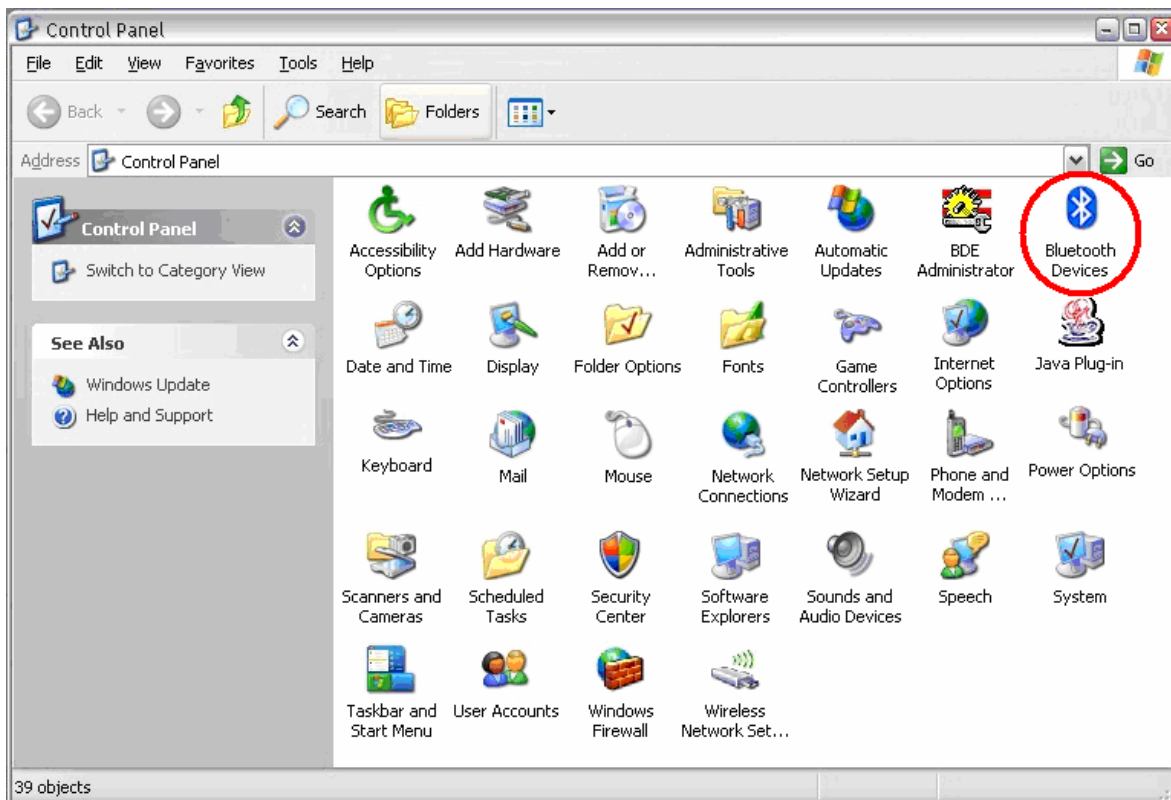 Control Panel
File Edit View Favorites Tools Help
Back Search Folders
Address Control Panel Go
Control Panel
Switch to Category View
See Also
Windows Update
Help and Support
Accessibility Options
Add Hardware
Add or Remov...
Administrative Tools
Automatic Updates
BDE Administrator
Bluetooth Devices
Date and Time
Display
Folder Options
Fonts
Game Controllers
Internet Options
Java Plug-in
Keyboard
Mail
Mouse
Network Connections
Network Setup Wizard
Phone and Modem ...
Power Options
Scanners and Cameras
Scheduled Tasks
Security Center
Software Explorers
Sounds and Audio Devices
Speech
System
Taskbar and Start Menu
User Accounts
Windows Firewall
Wireless Network Set...
39 objects